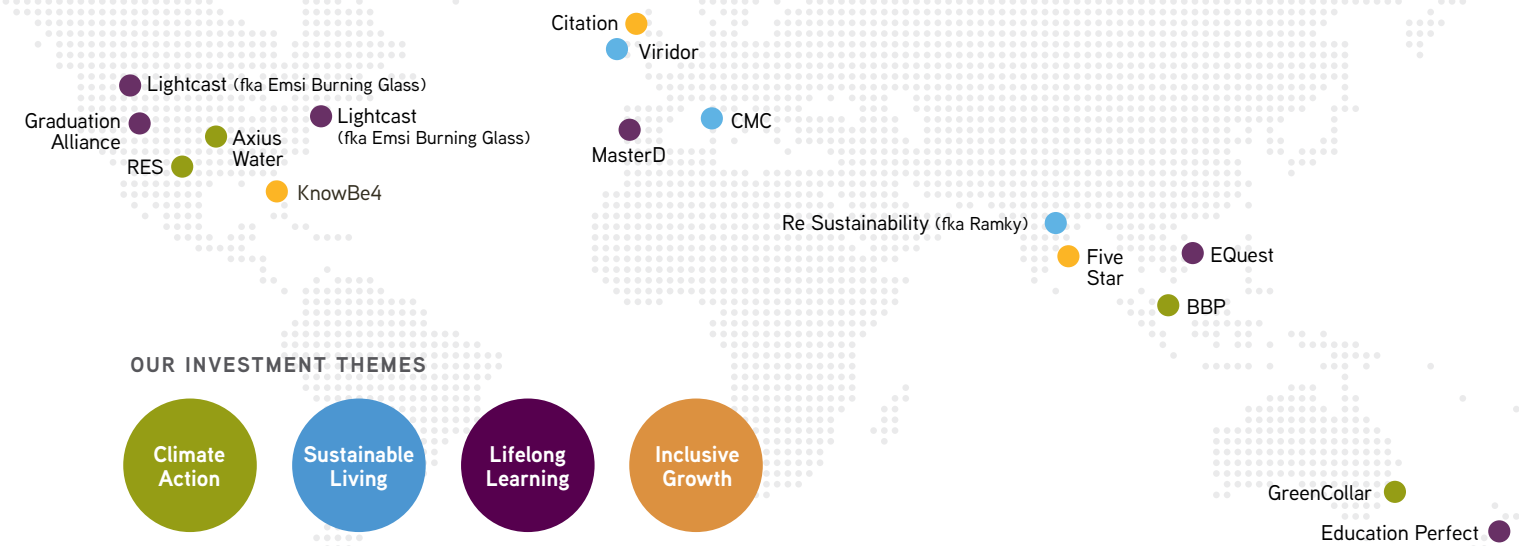 Citation
Viridor
Lightcast (fka Emsi Burning Glass)
Lightcast
(fka Emsi Burning Glass)
Graduation
Alliance
Axius
Water
RES
KnowBe4
CMC
MasterD
Re Sustainability (fka Ramky)
Five
Star
EQuest
BBP
OUR INVESTMENT THEMES
Climate
Action
Sustainable
Living
Lifelong
Learning
Inclusive
Growth
GreenCollar
Education Perfect